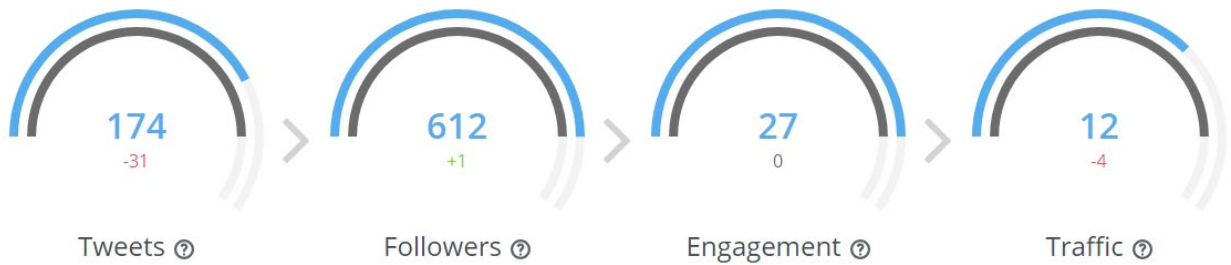 174
-31
Tweets ?
612
+1
Followers ?
27
0
Engagement ?
12
-4
Traffic ?